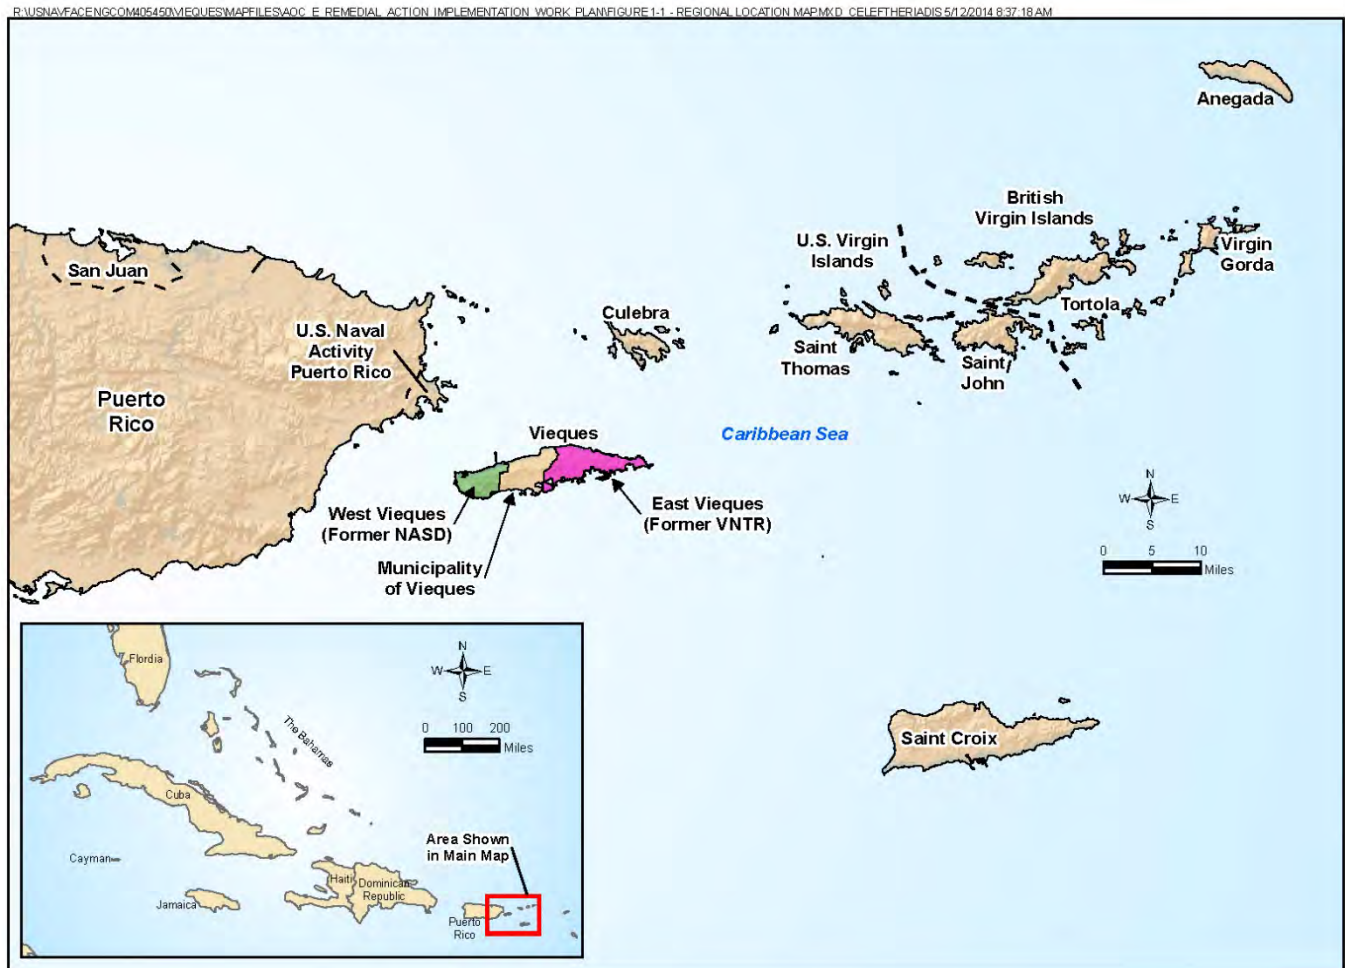 R:\USNAVFACENGCOM405450\VIEQUES\MAPFILES\AOC_E_REMEDIAL_ACTION_IMPLEMENTATION_WORK_PLAN\FIGURE 1-1 - REGIONAL LOCATION MAP.MXD CELEFTHERIADIS 5/12/2014 8:37:18 AM
Anegada
British
Virgin Islands
U.S. Virgin
Islands
Virgin
Gorda
San Juan
Tortola
Culebra
U.S. Naval
Activity
Puerto Rico
Saint
Thomas
Saint
John
Puerto
Rico
Vieques
Caribbean Sea
N
W E
S
West Vieques
(Former NASD)
East Vieques
(Former VNTR)
Municipality
of Vieques
0 5 10
Miles
Saint Croix
Flordia
N
W E
S
0 100 200
Miles
The Bahamas
Cuba
Area Shown
in Main Map
Cayman
Haiti
Dominican
Republic
Jamaica
Puerto
Rico